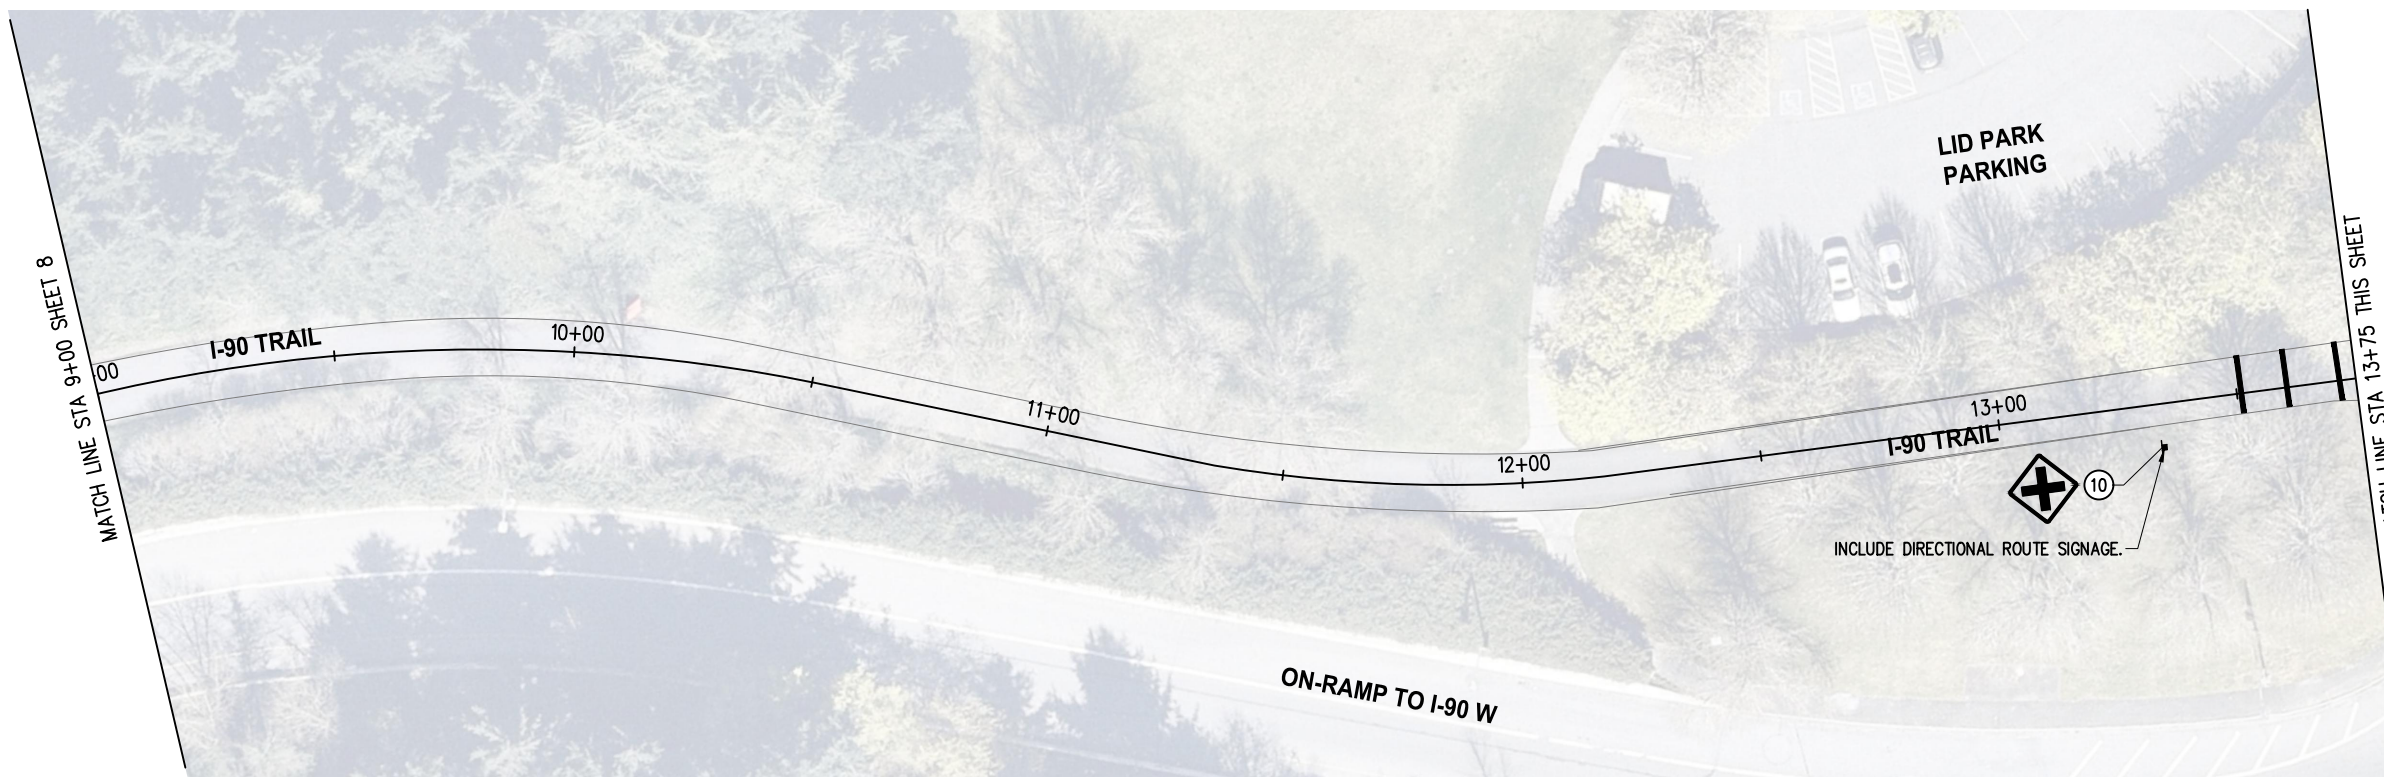 MATCH LINE STA 9+00 SHEET 8
00
I-90 TRAIL
10+00
11+00
12+00
13+00
I-90 TRAIL
LID PARK
PARKING
10
INCLUDE DIRECTIONAL ROUTE SIGNAGE.
ON-RAMP TO I-90 W
LINE STA 13+75 THIS SHEET